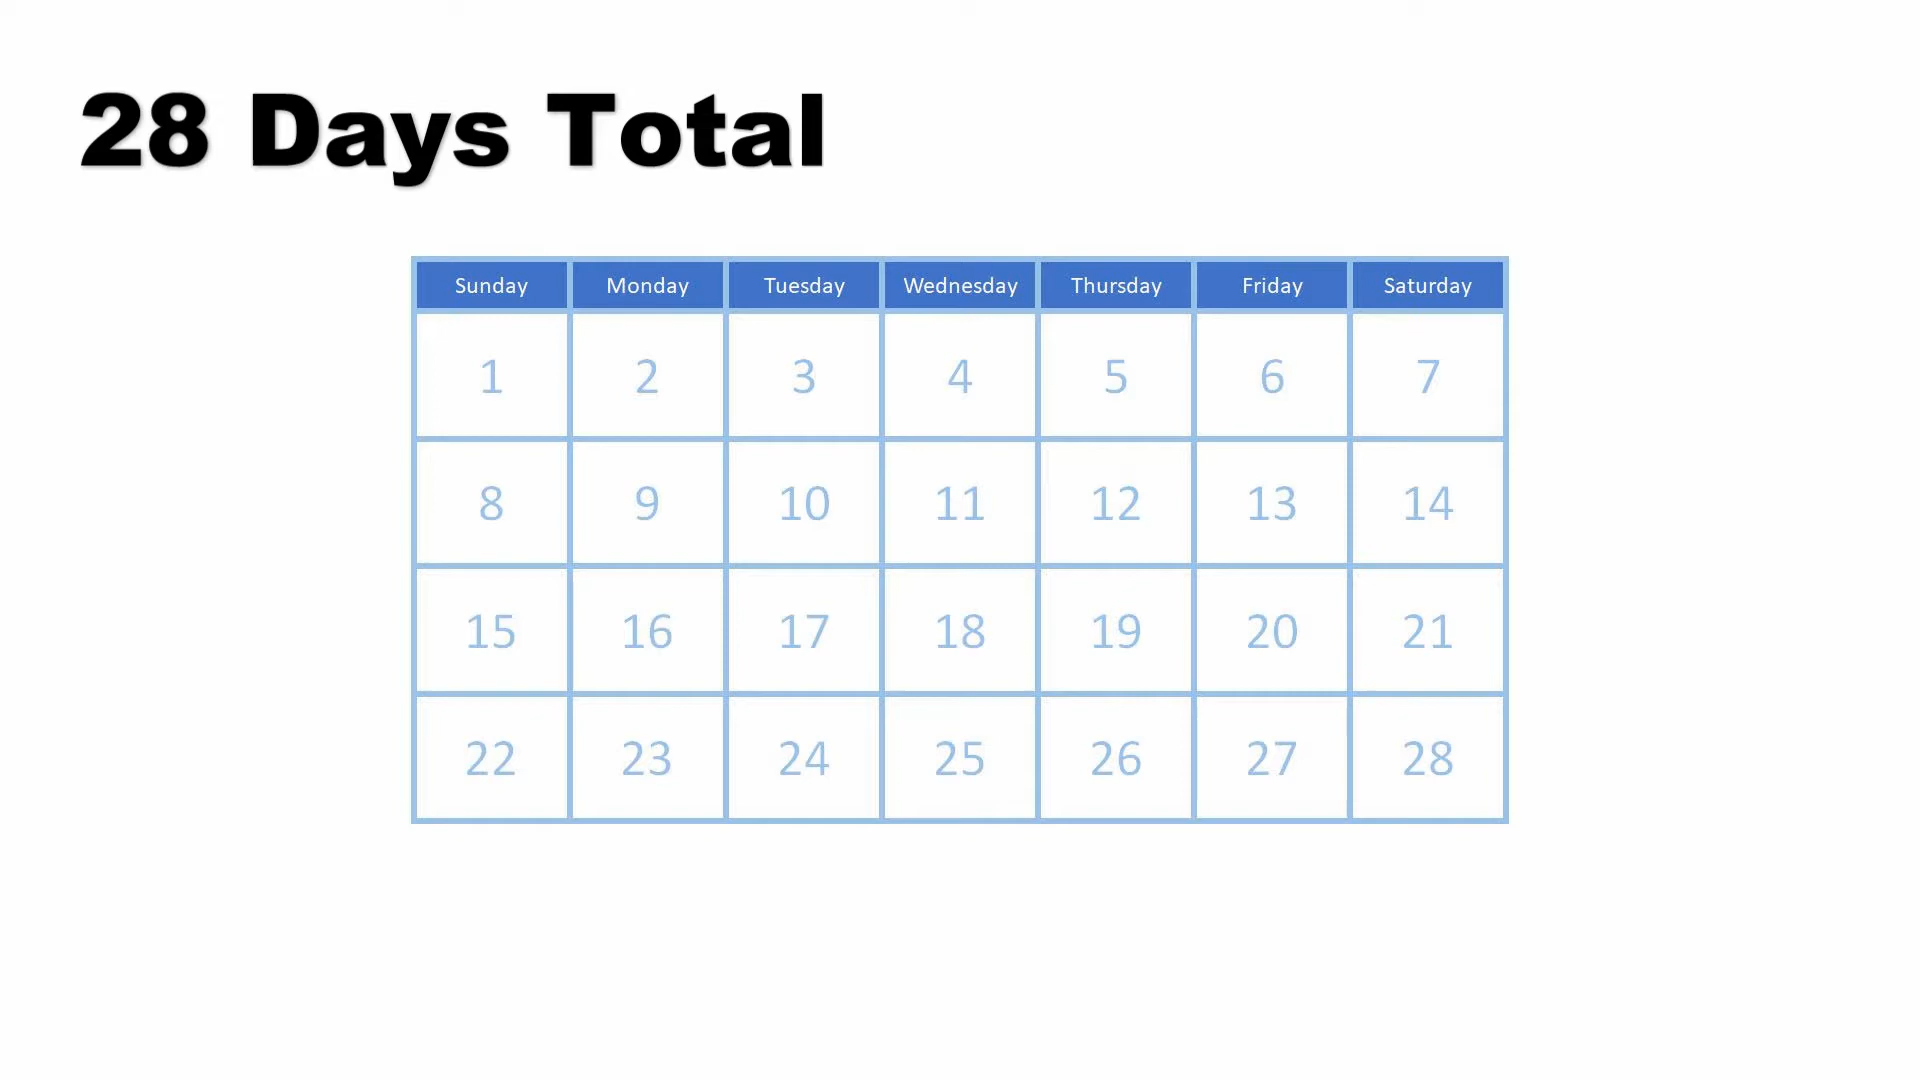 28 Days Total
Sunday Monday Tuesday Wednesday Thursday Friday Saturday
1 2 3 4 5 6 7
8 9 10 11 12 13 14
15 16 17 18 19 20 21
22 23 24 25 26 27 28